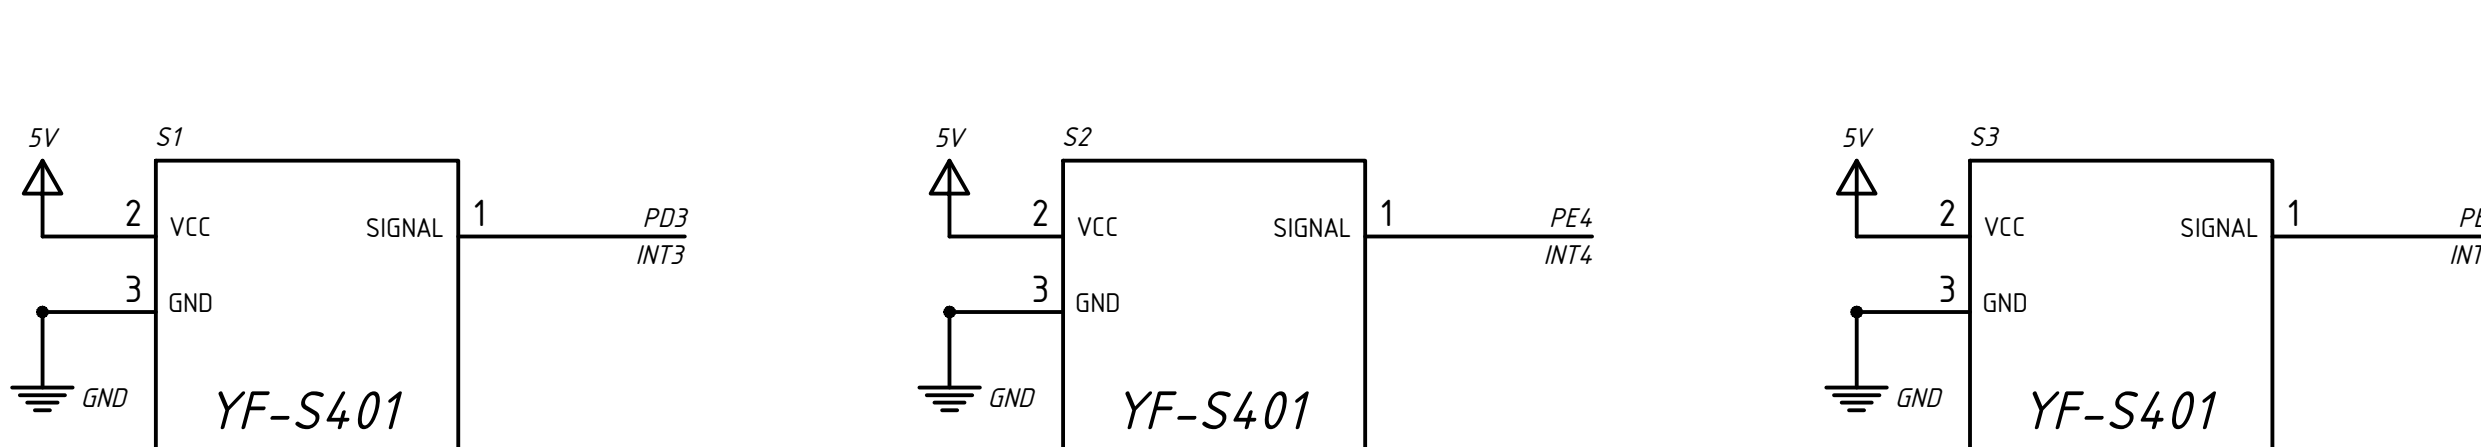 5V S1 5V S2 5V S3
2 VCC SIGNAL 1 PD3 2 VCC SIGNAL 1 PE4 2 VCC SIGNAL 1
INT3 INT4
3 GND 3 GND 3 GND
GND YF-S401 GND YF-S401 GND YF-S401